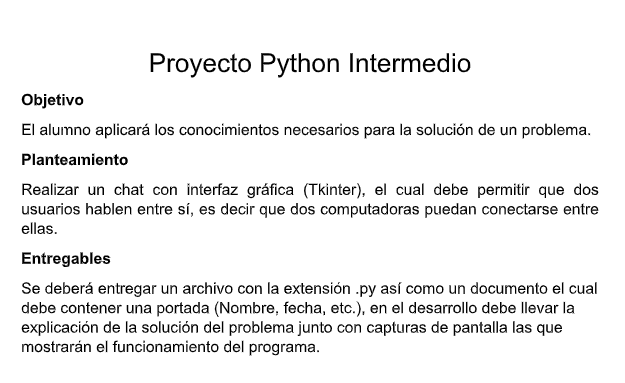 Proyecto Python Intermedio
Objetivo
El alumno aplicará los conocimientos necesarios para la solución de un problema.
Planteamiento
Realizar un chat con interfaz gráfica (Tkinter), el cual debe permitir que dos
usuarios hablen entre sí, es decir que dos computadoras puedan conectarse entre
ellas.
Entregables
Se deberá entregar un archivo con la extensión .py así como un documento el cual
debe contener una portada (Nombre, fecha, etc.), en el desarrollo debe llevar la
explicación de la solución del problema junto con capturas de pantalla las que
mostrarán el funcionamiento del programa.